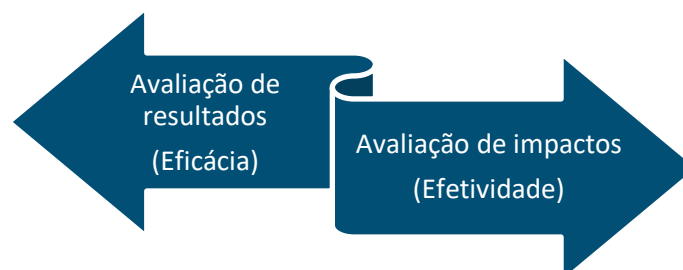 Avaliação de
resultados
(Eficácia)
Avaliação de impactos
(Efetividade)